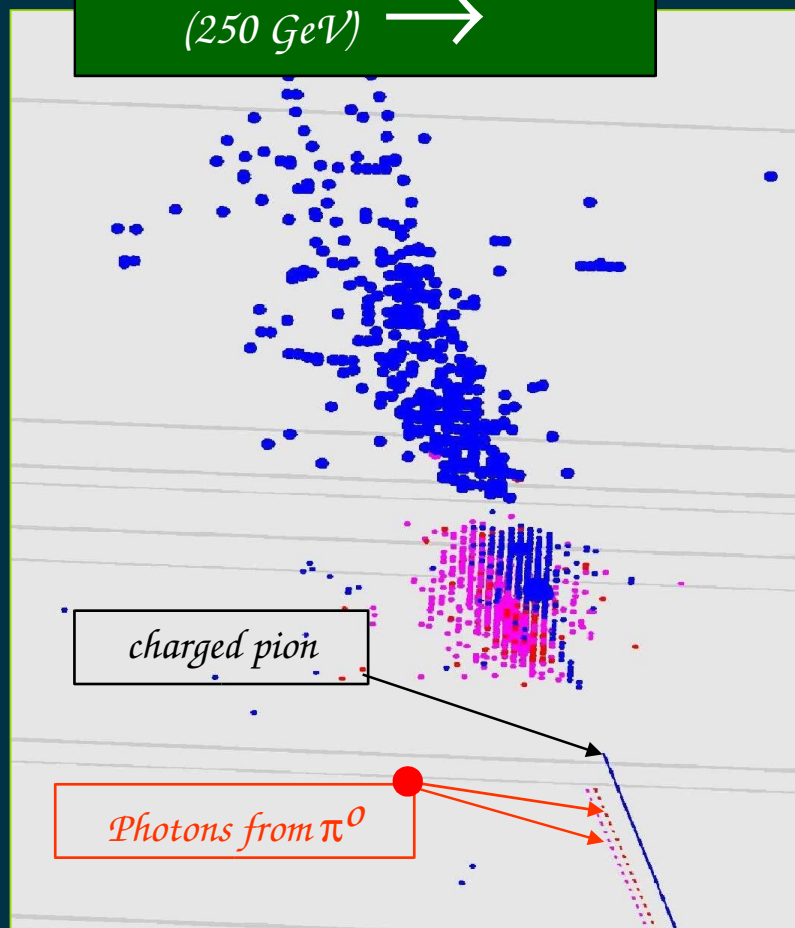 (250 GeV) →
charged pion
Photons from π⁰